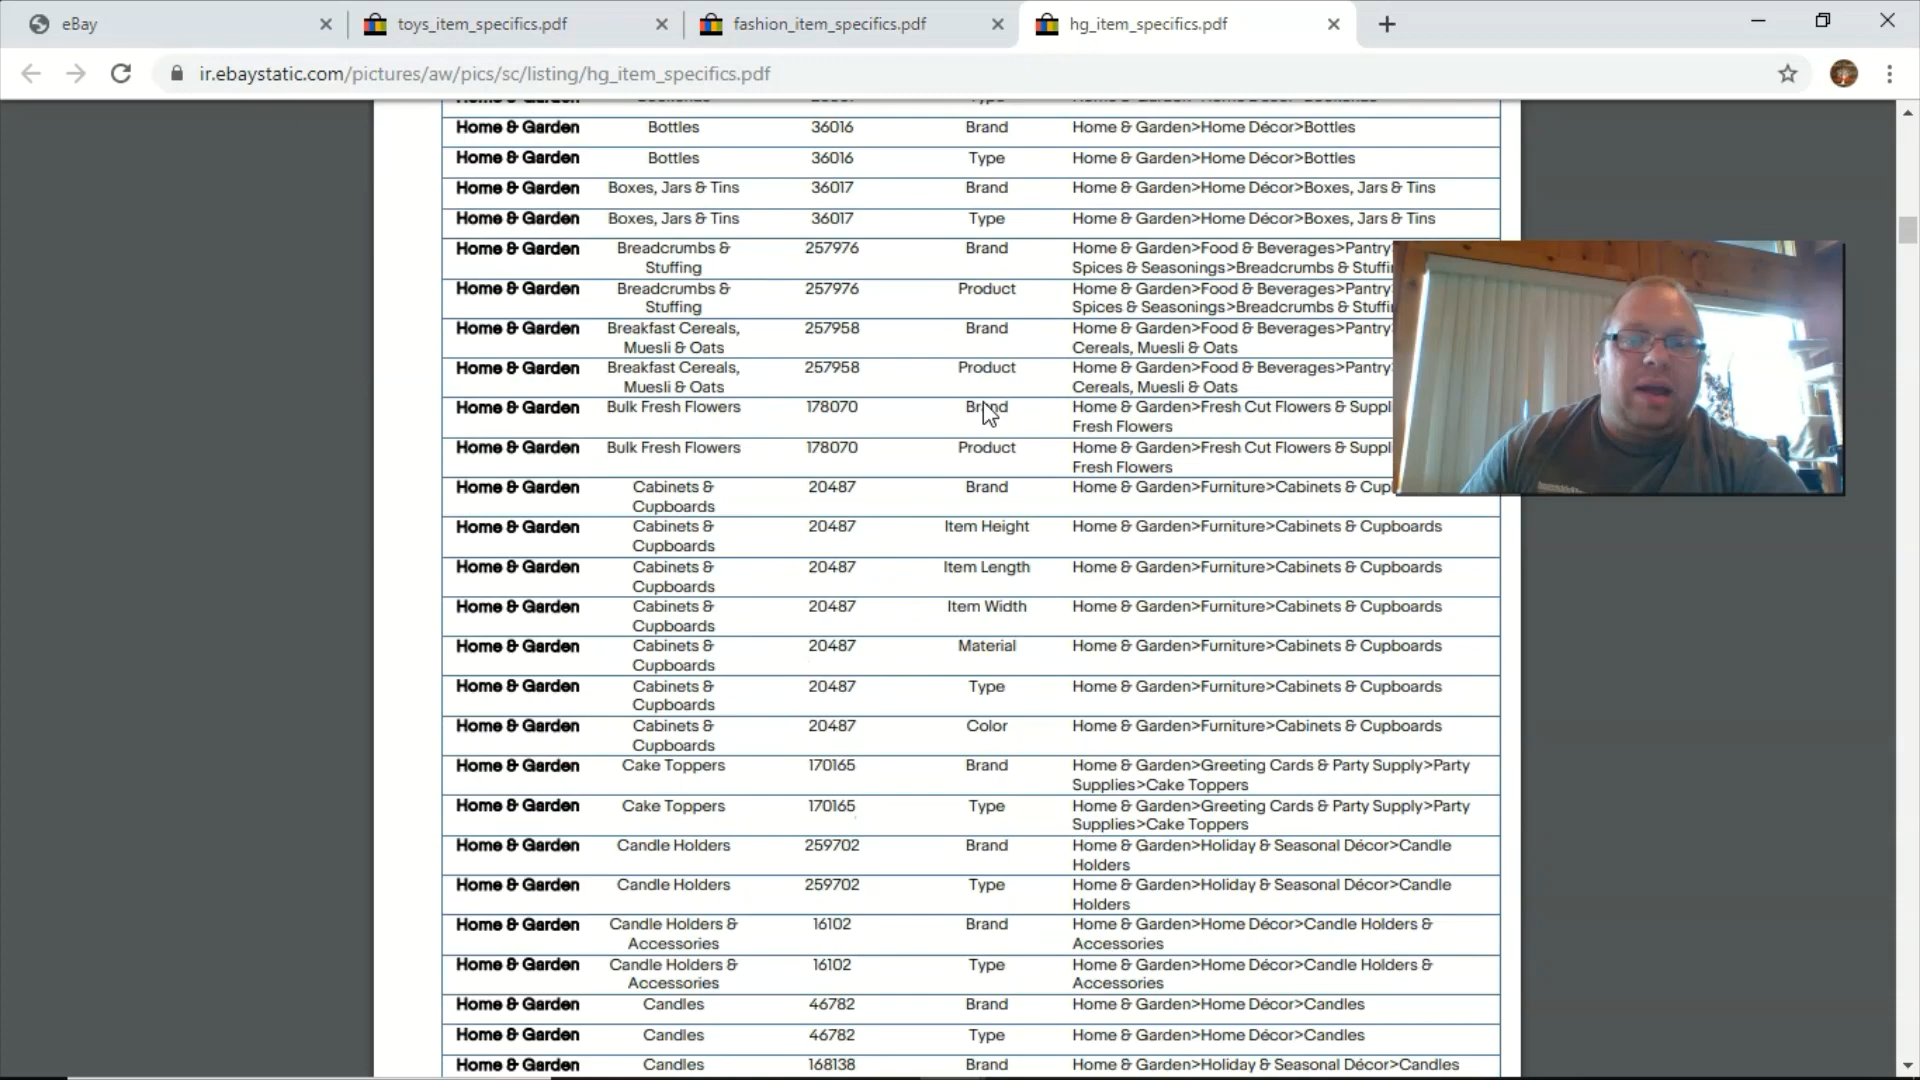 eBay
toys_item_specifics.pdf
fashion_item_specifics.pdf
hg_item_specifics.pdf
ir.ebaystatic.com/pictures/aw/pics/sc/listing/hg_item_specifics.pdf
Home & Garden Bottles 36016 Brand Home & Garden>Home Décor>Bottles
Home & Garden Bottles 36016 Type Home & Garden>Home Décor>Bottles
Home & Garden Boxes, Jars & Tins 36017 Brand Home & Garden>Home Décor>Boxes, Jars & Tins
Home & Garden Boxes, Jars & Tins 36017 Type Home & Garden>Home Décor>Boxes, Jars & Tins
Home & Garden Breadcrumbs & 257976 Brand Home & Garden>Food & Beverages>Pantry
Stuffing Spices & Seasonings>Breadcrumbs & Stuffi
Home & Garden Breadcrumbs & 257976 Product Home & Garden>Food & Beverages>Pantry
Stuffing Spices & Seasonings>Breadcrumbs & Stuffi
Home & Garden Breakfast Cereals, 257958 Brand Home & Garden>Food & Beverages>Pantry
Muesli & Oats Cereals, Muesli & Oats
Home & Garden Breakfast Cereals, 257958 Product Home & Garden>Food & Beverages>Pantry
Muesli & Oats Cereals, Muesli & Oats
Home & Garden Bulk Fresh Flowers 178070 Brand Home & Garden>Fresh Cut Flowers & Suppl
Fresh Flowers
Home & Garden Bulk Fresh Flowers 178070 Product Home & Garden>Fresh Cut Flowers & Suppl
Fresh Flowers
Home & Garden Cabinets & 20487 Brand Home & Garden>Furniture>Cabinets & Cup
Cupboards
Home & Garden Cabinets & 20487 Item Height Home & Garden>Furniture>Cabinets & Cupboards
Cupboards
Home & Garden Cabinets & 20487 Item Length Home & Garden>Furniture>Cabinets & Cupboards
Cupboards
Home & Garden Cabinets & 20487 Item Width Home & Garden>Furniture>Cabinets & Cupboards
Cupboards
Home & Garden Cabinets & 20487 Material Home & Garden>Furniture>Cabinets & Cupboards
Cupboards
Home & Garden Cabinets & 20487 Type Home & Garden>Furniture>Cabinets & Cupboards
Cupboards
Home & Garden Cabinets & 20487 Color Home & Garden>Furniture>Cabinets & Cupboards
Cupboards
Home & Garden Cake Toppers 170165 Brand Home & Garden>Greeting Cards & Party Supply>Party
Supplies>Cake Toppers
Home & Garden Cake Toppers 170165 Type Home & Garden>Greeting Cards & Party Supply>Party
Supplies>Cake Toppers
Home & Garden Candle Holders 259702 Brand Home & Garden>Holiday & Seasonal Décor>Candle
Holders
Home & Garden Candle Holders 259702 Type Home & Garden>Holiday & Seasonal Décor>Candle
Holders
Home & Garden Candle Holders & 16102 Brand Home & Garden>Home Décor>Candle Holders &
Accessories Accessories
Home & Garden Candle Holders & 16102 Type Home & Garden>Home Décor>Candle Holders &
Accessories Accessories
Home & Garden Candles 46782 Brand Home & Garden>Home Décor>Candles
Home & Garden Candles 46782 Type Home & Garden>Home Décor>Candles
Home & Garden Candles 168138 Brand Home & Garden>Holiday & Seasonal Décor>Candles